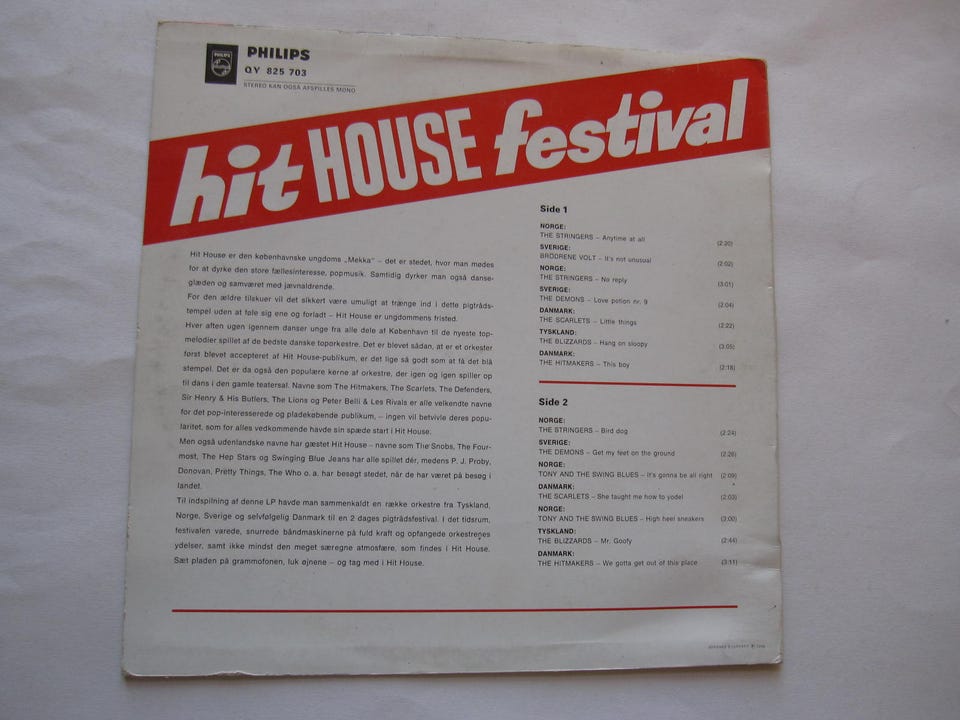 PHILIPS
PHILIPS
QY 825 703
STEREO KAN OGSÅ AFSPILLES MONO
hit HOUSE festival
Hit House er den københavnske ungdoms „Mekka" – det er stedet, hvor man mødes
for at dyrke den store fællesinteresse, popmusik. Samtidig dyrker man også danse-
glæden og samværet med jævnaldrende.
For den ældre tilskuer vil det sikkert være umuligt at trænge ind i dette pigtråds-
tempel uden at føle sig ene og forladt – Hit House er ungdommens fristed.
Hver aften ugen igennem danser unge fra alle dele af København til de nyeste top-
melodier spillet af de bedste danske toporkestre. Det er blevet sådan, at er et orkester
først blevet accepteret af Hit House-publikum, er det lige så godt som at få det blå
stempel. Det er da også den populære kerne af orkestre, der igen og igen spiller op
til dans i den gamle teatersal. Navne som The Hitmakers, The Scarlets, The Defenders,
Sir Henry & His Butlers, The Lions og Peter Belli & Les Rivals er alle velkendte navne
for det pop-interesserede og pladekøbende publikum, – ingen vil betvivle deres popu-
laritet, som for alles vedkommende havde sin spæde start i Hit House.
Men også udenlandske navne har gæstet Hit House – navne som The Snobs, The Four-
most, The Hep Stars og Swinging Blue Jeans har alle spillet dér, medens P. J. Proby,
Donovan, Pretty Things, The Who o. a. har besøgt stedet, når de har været på besøg i
landet.
Til indspilning af denne LP havde man sammenkaldt en række orkestre fra Tyskland,
Norge, Sverige og selvfølgelig Danmark til en 2 dages pigtrådsfestival. I det tidsrum,
festivalen varede, snurrede båndmaskinerne på fuld kraft og opfangede orkestrenes
ydelser, samt ikke mindst den meget særegne atmosfære, som findes i Hit House.
Sæt pladen på grammofonen, luk øjnene – og tag med i Hit House.
Side 1
NORGE:
THE STRINGERS – Anytime at all (2:20)
SVERIGE:
BRÖDRENE VOLT – It's not unusual (2:02)
NORGE:
THE STRINGERS – No reply (3:01)
SVERIGE:
THE DEMONS – Love potion nr. 9 (2:04)
DANMARK:
THE SCARLETS – Little things (2:22)
TYSKLAND:
THE BLIZZARDS – Hang on sloopy (3:05)
DANMARK:
THE HITMAKERS – This boy (2:18)
Side 2
NORGE:
THE STRINGERS – Bird dog (2:24)
SVERIGE:
THE DEMONS – Get my feet on the ground (2:26)
NORGE:
TONY AND THE SWING BLUES – It's gonna be all right (2:09)
DANMARK:
THE SCARLETS – She taught me how to yodel (2:03)
NORGE:
TONY AND THE SWING BLUES – High heel sneakers (3:00)
TYSKLAND:
THE BLIZZARDS – Mr. Goofy (2:44)
DANMARK:
THE HITMAKERS – We gotta get out of this place (3:11)